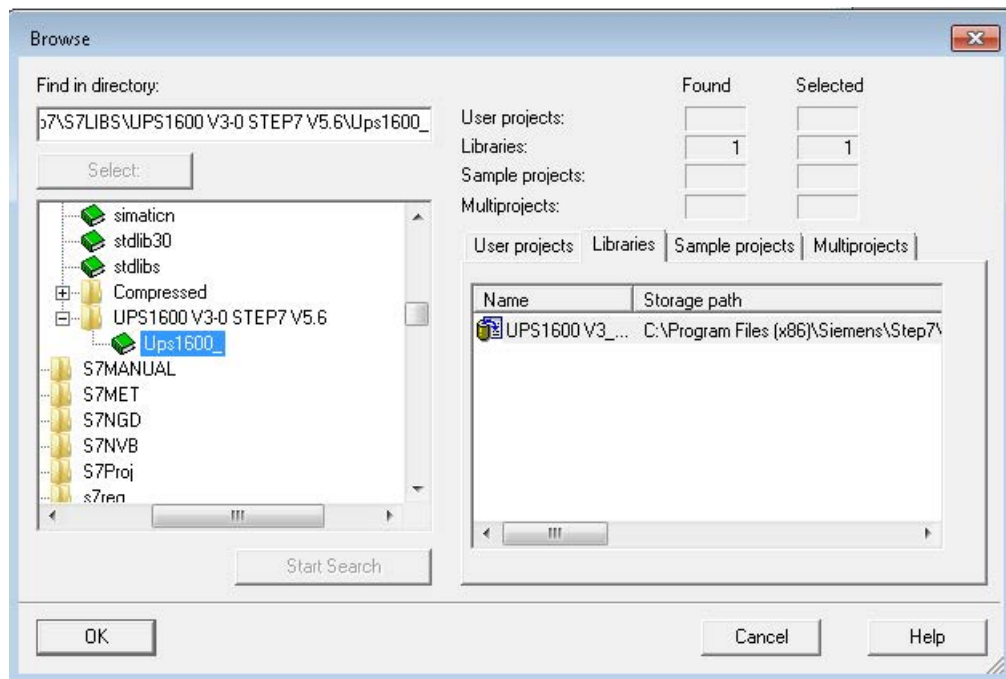 Browse
Find in directory:
p7\S7LIBS\UPS1600 V3-0 STEP7 V5.6\Ups1600_
Select:
simaticn
stdlib30
stdlibs
Compressed
UPS1600 V3-0 STEP7 V5.6
Ups1600_
S7MANUAL
S7MET
S7NGD
S7NVB
S7Proj
s7req
Start Search
Found Selected
User projects:
Libraries: 1 1
Sample projects:
Multiprojects:
User projects Libraries Sample projects Multiprojects
Name Storage path
UPS1600 V3_... C:\Program Files (x86)\Siemens\Step7\
OK Cancel Help